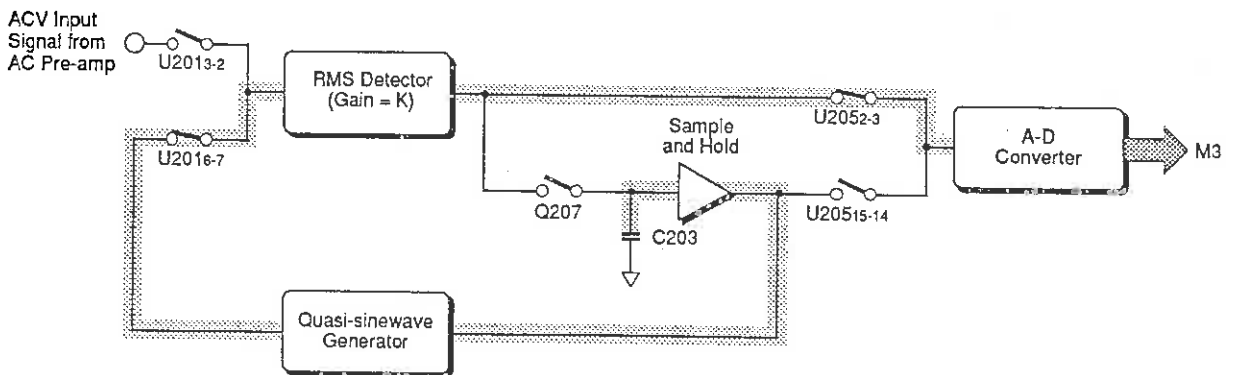 ACV Input
Signal from
AC Pre-amp
U2013-2
RMS Detector
(Gain = K)
U2052-3
A-D
Converter
M3
U2016-7
Sample
and Hold
Q207
C203
U20515-14
Quasi-sinewave
Generator